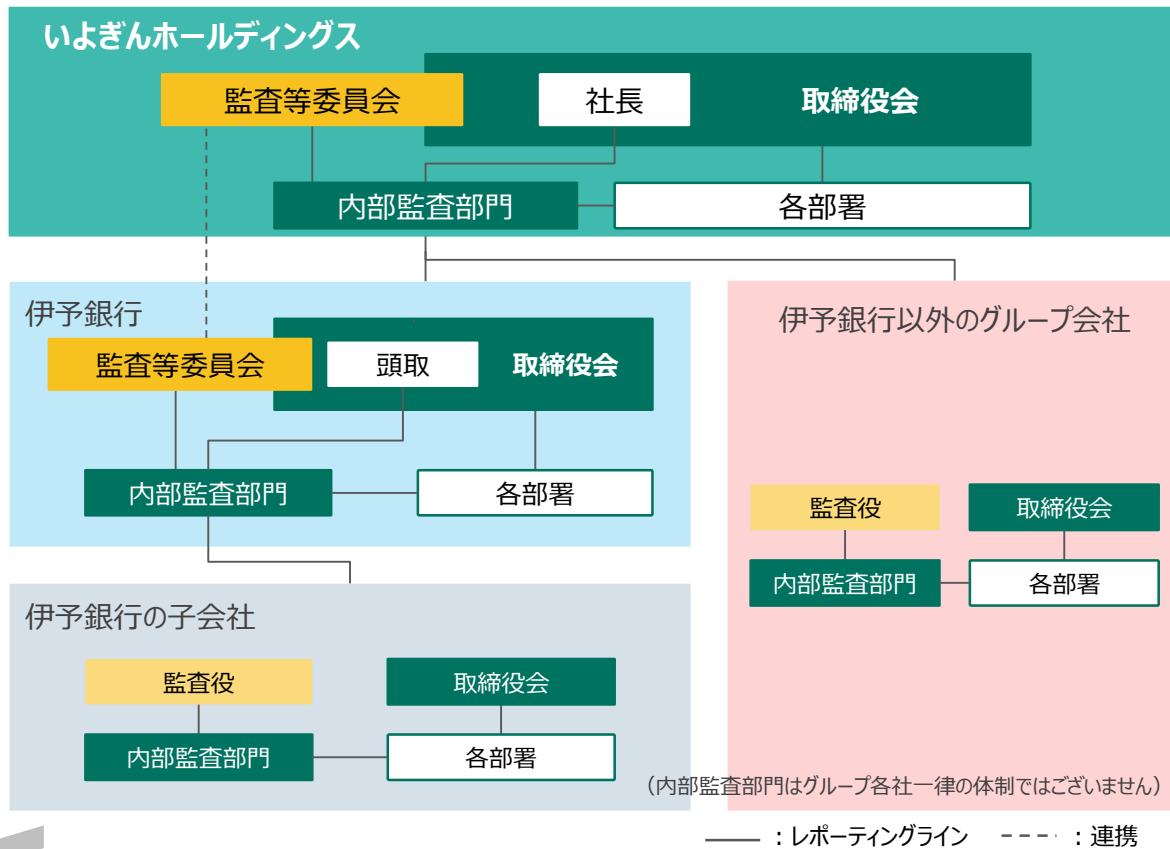 いよぎんホールディングス
監査等委員会
社長
取締役会
内部監査部門
各部署
伊予銀行
監査等委員会
頭取
取締役会
内部監査部門
各部署
伊予銀行以外のグループ会社
監査役
取締役会
内部監査部門
各部署
伊予銀行の子会社
監査役
取締役会
内部監査部門
各部署
（内部監査部門はグループ各社一律の体制ではございません）
：レポーティングライン
：連携